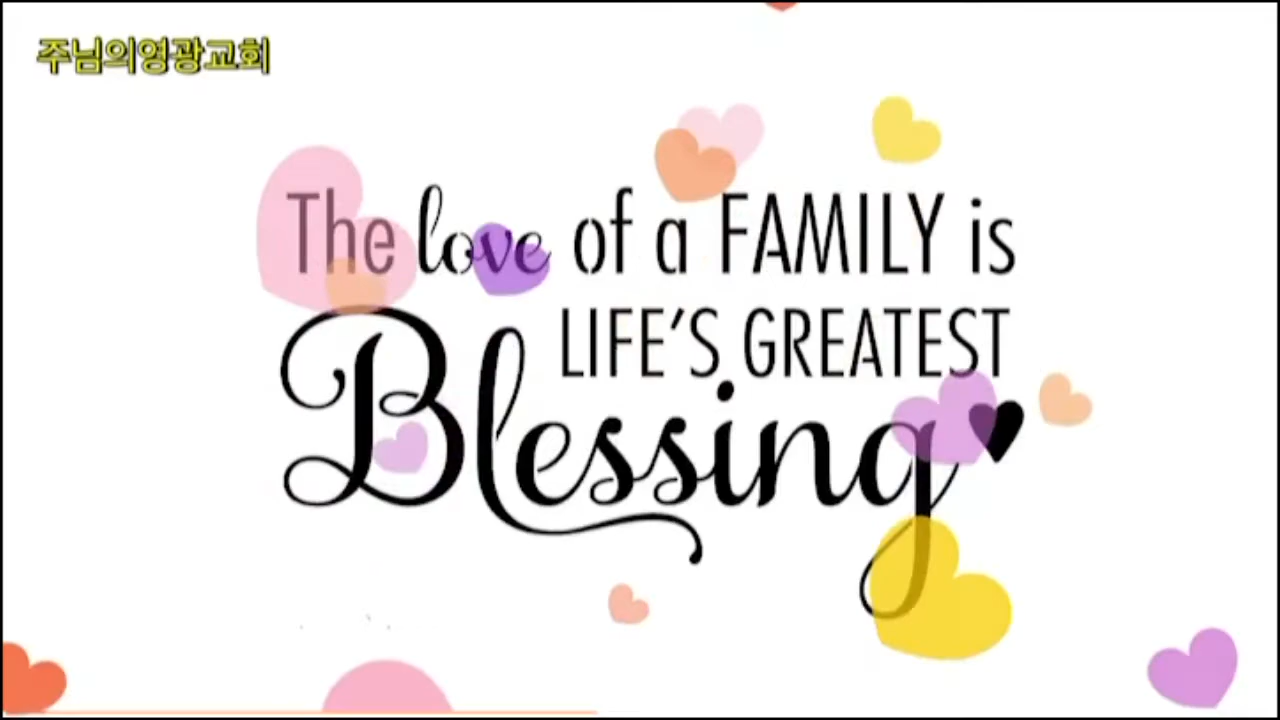 주님의영광교회
The love of a FAMILY is
LIFE'S GREATEST
Blessing